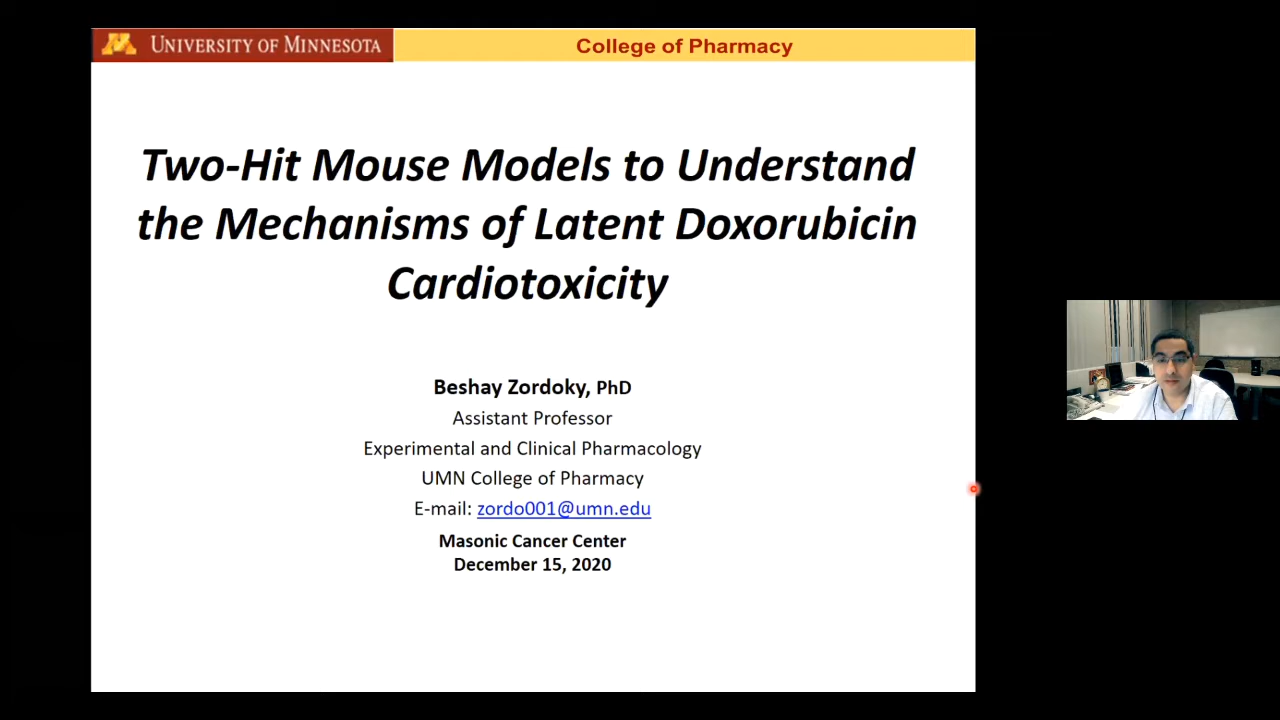 UNIVERSITY OF MINNESOTA
College of Pharmacy
Two-Hit Mouse Models to Understand
the Mechanisms of Latent Doxorubicin
Cardiotoxicity
Beshay Zordoky, PhD
Assistant Professor
Experimental and Clinical Pharmacology
UMN College of Pharmacy
E-mail: zordo001@umn.edu
Masonic Cancer Center
December 15, 2020